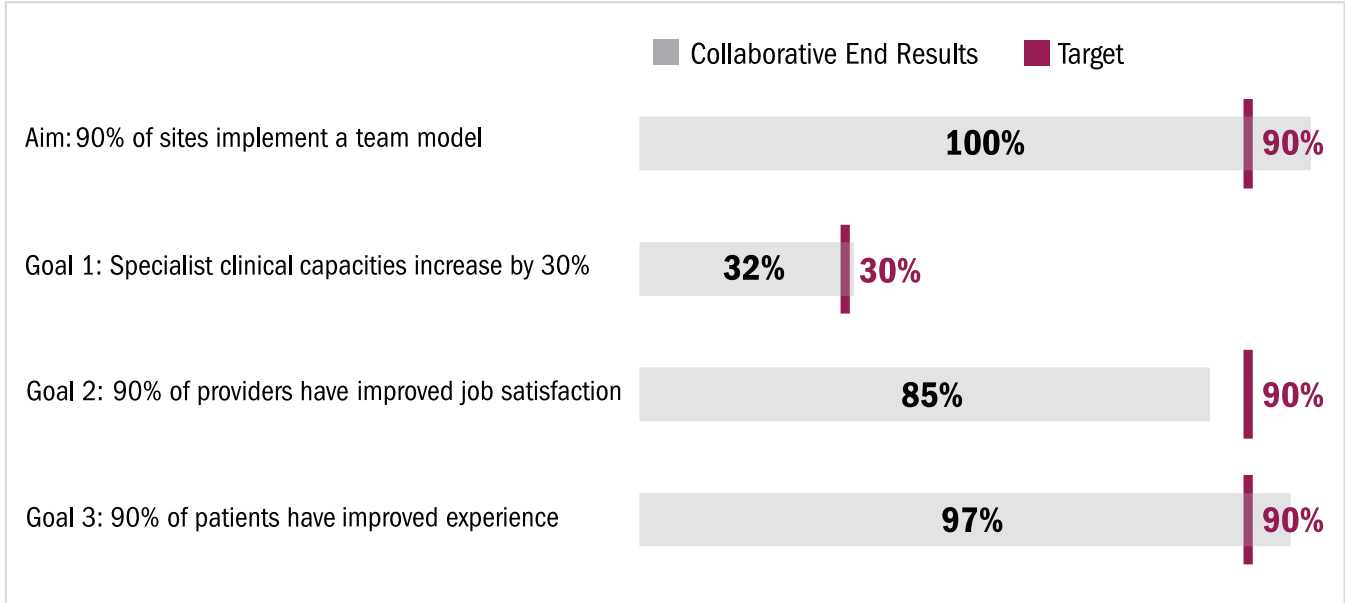 Collaborative End Results Target
Aim: 90% of sites implement a team model 100% 90%
Goal 1: Specialist clinical capacities increase by 30% 32% 30%
Goal 2: 90% of providers have improved job satisfaction 85% 90%
Goal 3: 90% of patients have improved experience 97% 90%